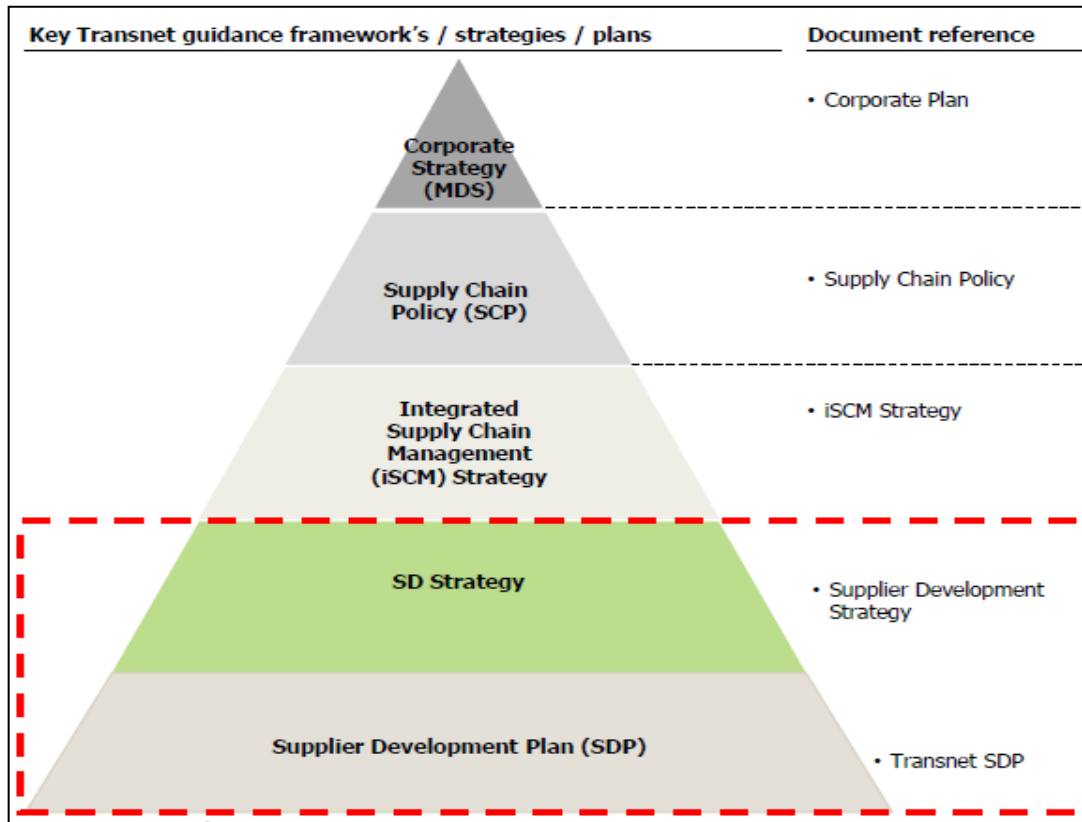 Key Transnet guidance framework's / strategies / plans
Document reference
• Corporate Plan
Corporate
Strategy
(MDS)
Supply Chain
Policy (SCP)
• Supply Chain Policy
Integrated
Supply Chain
Management
(iSCM) Strategy
• iSCM Strategy
SD Strategy
• Supplier Development
Strategy
Supplier Development Plan (SDP)
• Transnet SDP